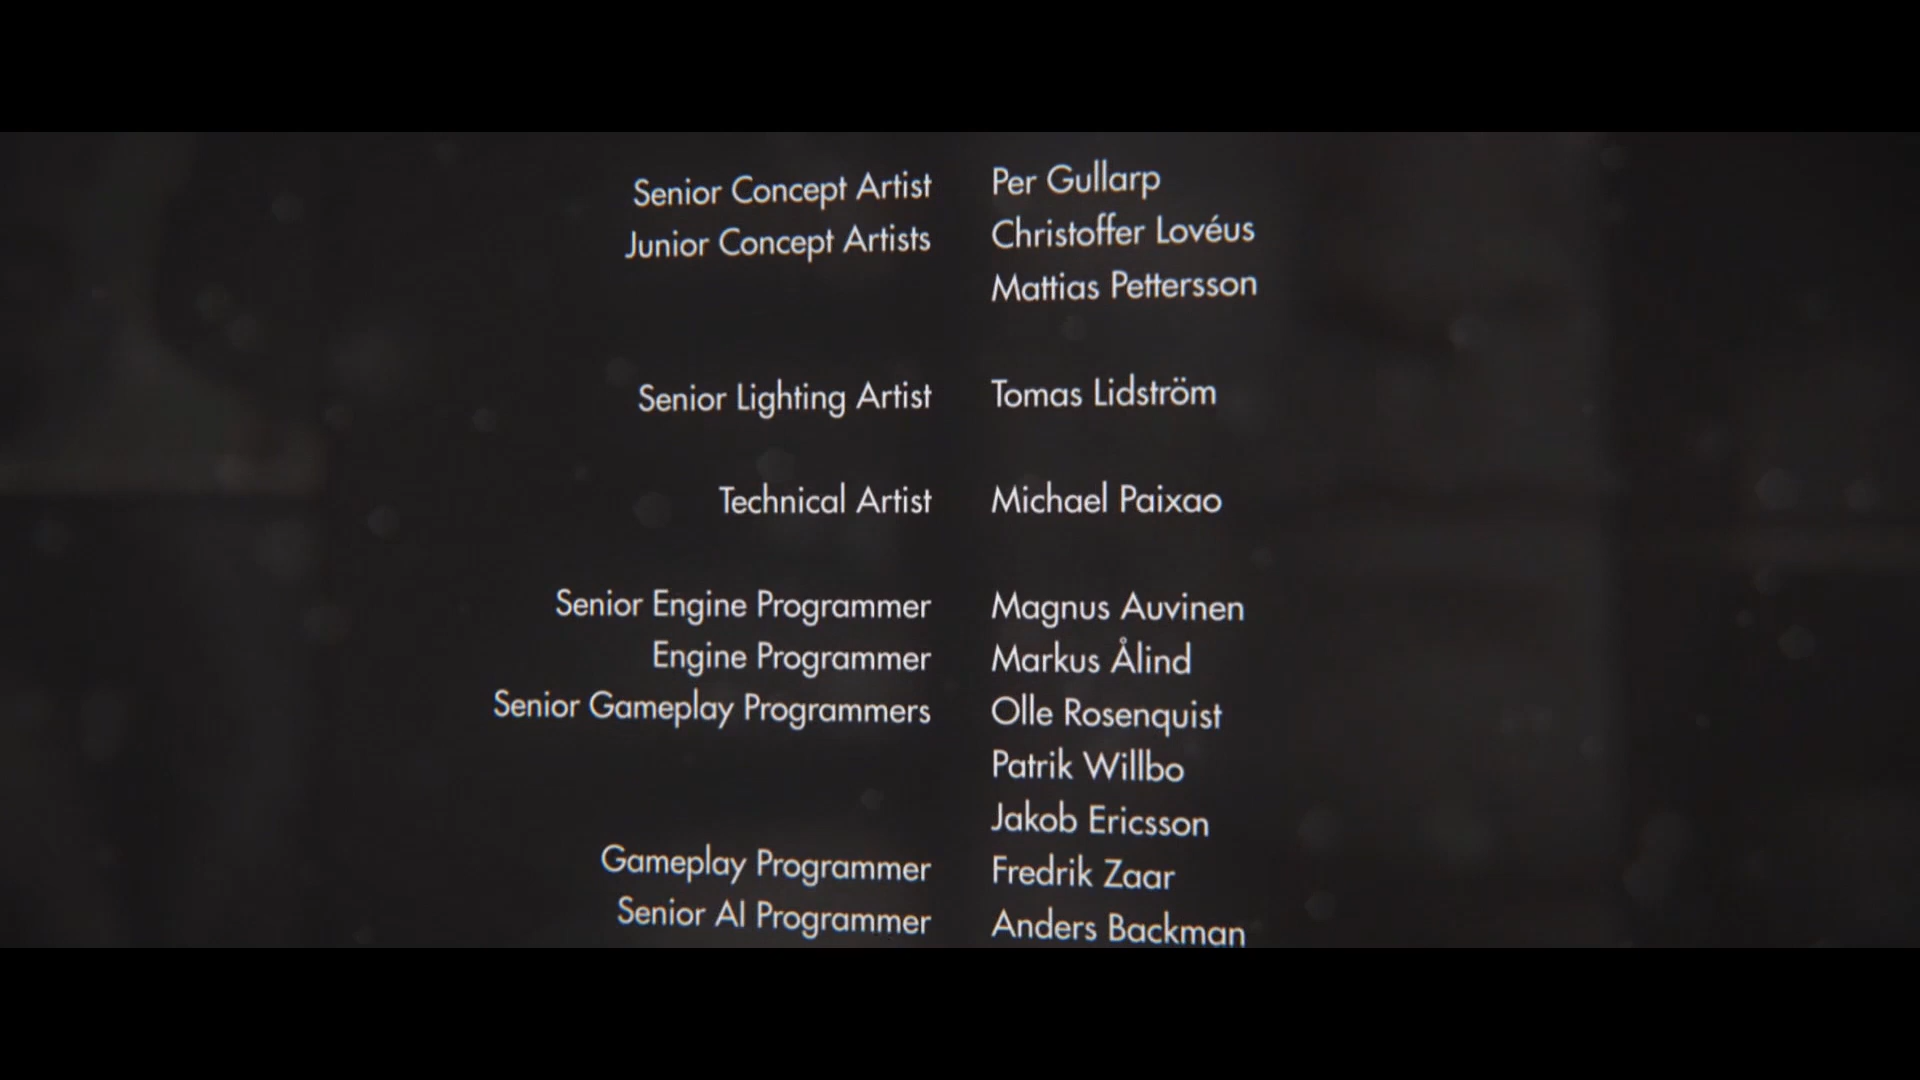 Senior Concept Artist Per Gullarp
Junior Concept Artists Christoffer Lovéus
Mattias Pettersson
Senior Lighting Artist Tomas Lidström
Technical Artist Michael Paixao
Senior Engine Programmer Magnus Auvinen
Engine Programmer Markus Ålind
Senior Gameplay Programmers Olle Rosenquist
Patrik Willbo
Jakob Ericsson
Gameplay Programmer Fredrik Zaar
Senior AI Programmer Anders Backman